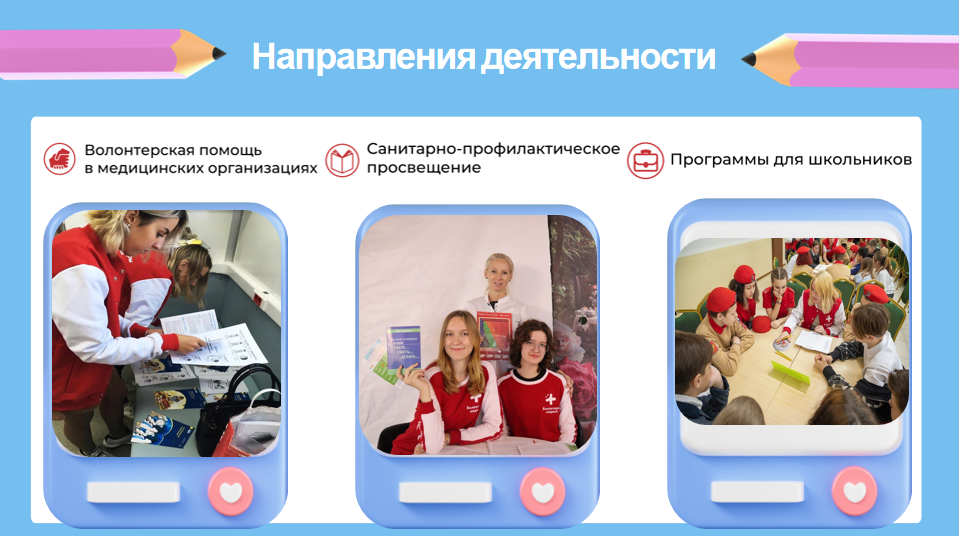 Направления деятельности
Волонтерская помощь
в медицинских организациях
Санитарно-профилактическое
просвещение
Программы для школьников